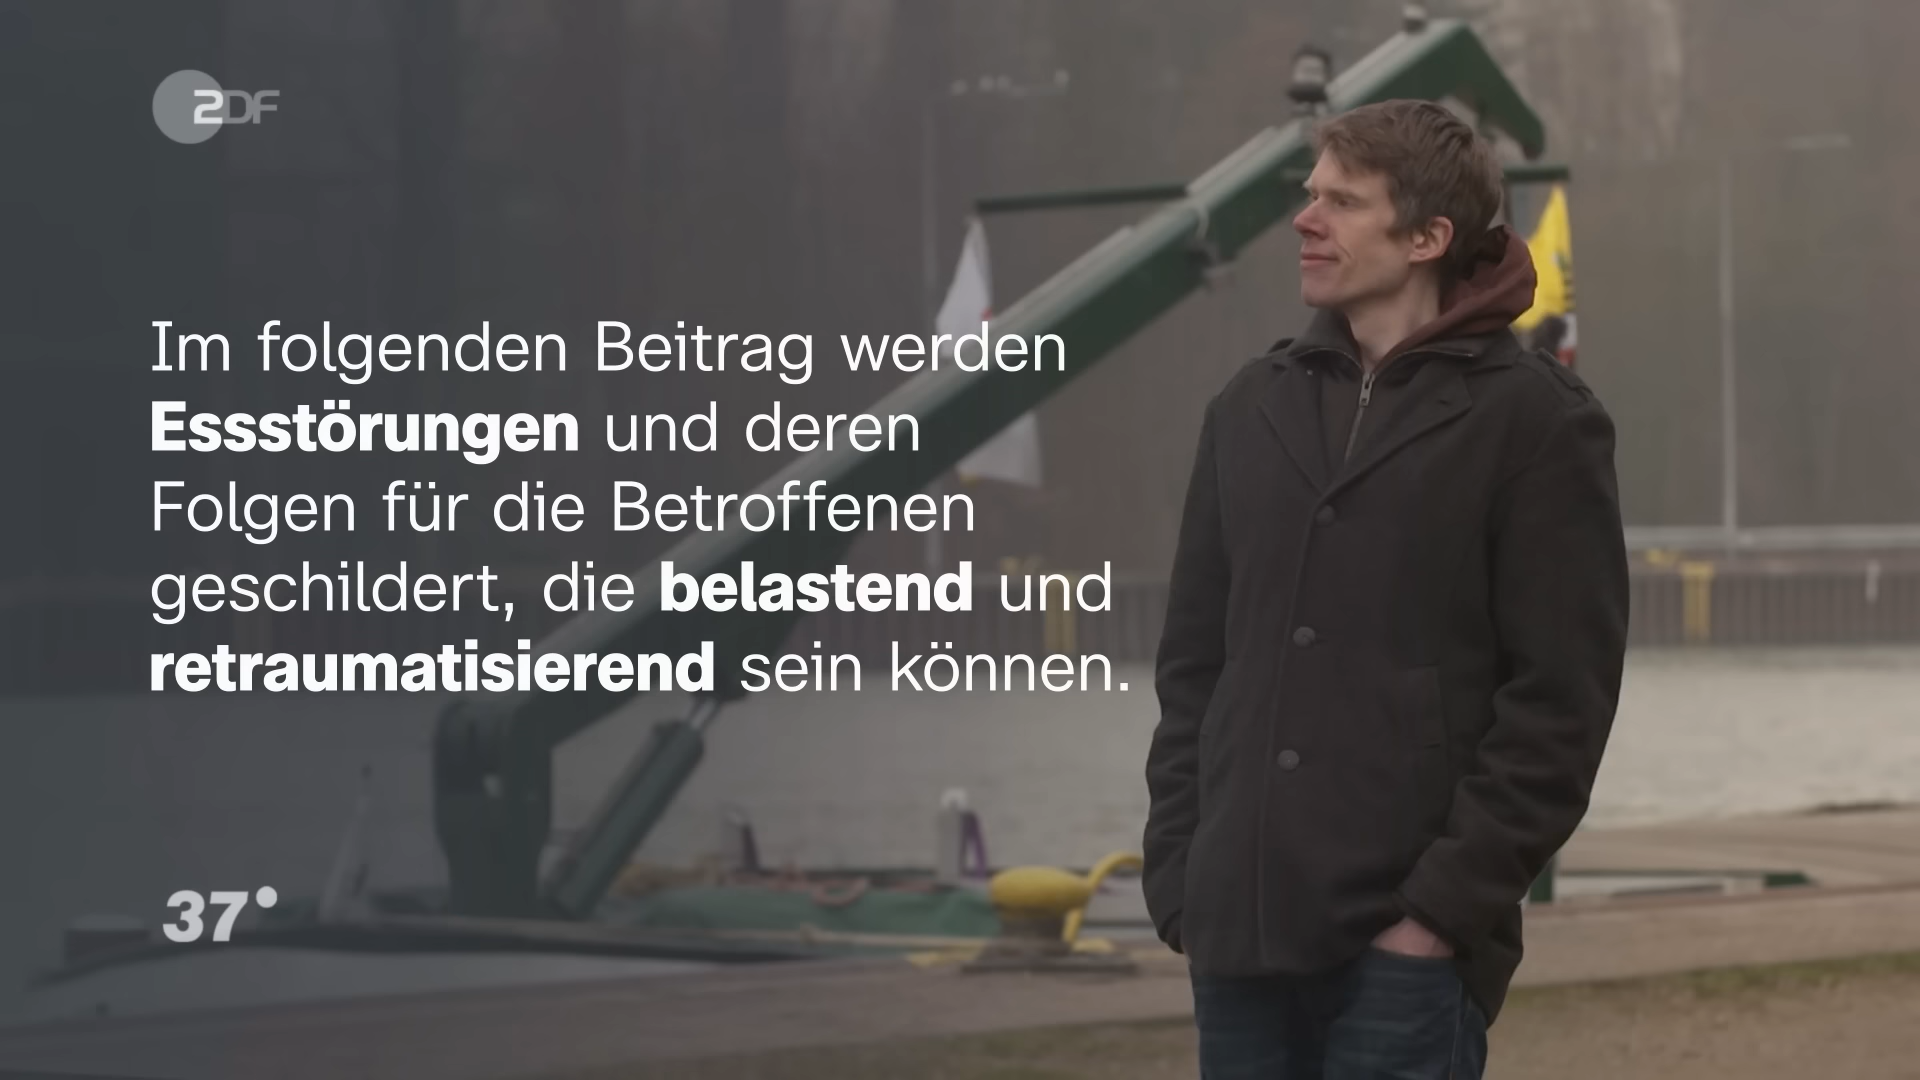 ZDF
Im folgenden Beitrag werden
Essstörungen und deren
Folgen für die Betroffenen
geschildert, die belastend und
retraumatisierend sein können.
37°